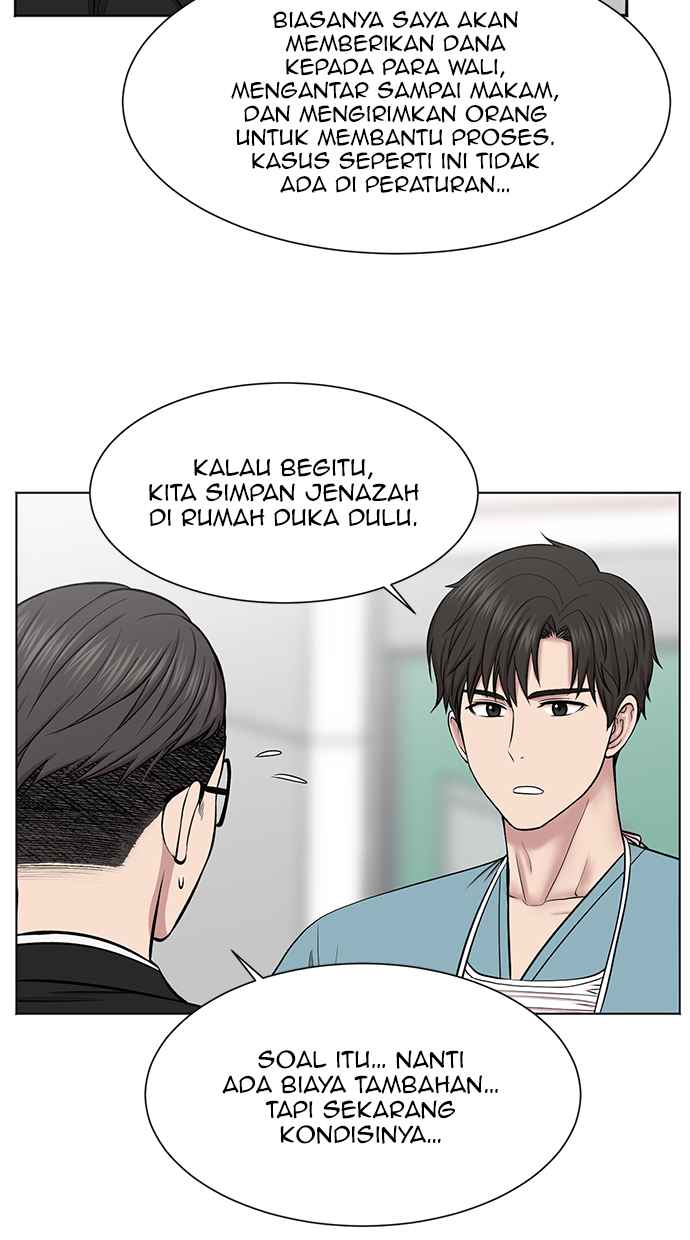 BIASANYA SAYA AKAN
MEMBERIKAN DANA
KEPADA PARA WALI,
MENGANTAR SAMPAI MAKAM,
DAN MENGIRIMKAN ORANG
UNTUK MEMBANTU PROSES.
KASUS SEPERTI INI TIDAK
ADA DI PERATURAN...
KALAU BEGITU,
KITA SIMPAN JENAZAH
DI RUMAH DUKA DULU.
SOAL ITU... NANTI
ADA BIAYA TAMBAHAN...
TAPI SEKARANG
KONDISINYA...